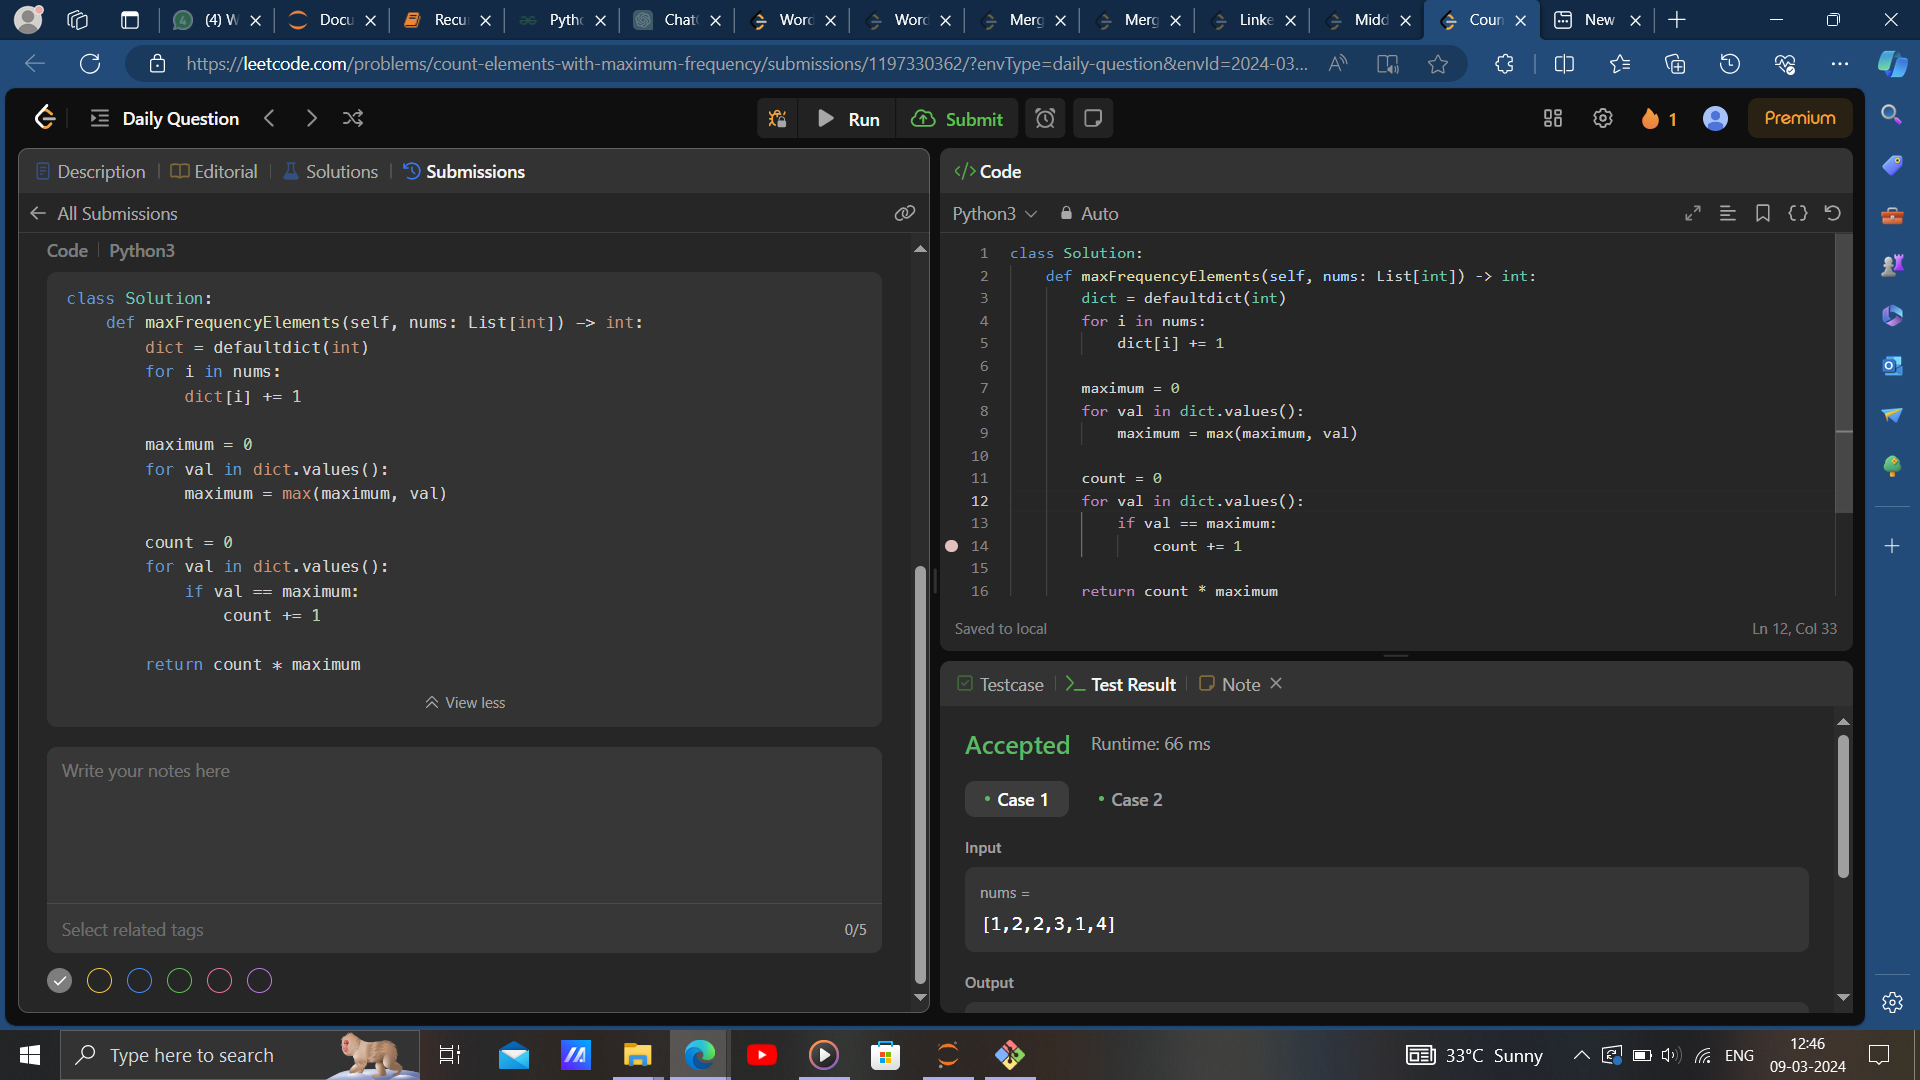 (4) W
Docu
Recu
Pytho
Chat
Word
Word
Merg
Merg
Linke
Midd
Coun
New
https://leetcode.com/problems/count-elements-with-maximum-frequency/submissions/1197330362/?envType=daily-question&envId=2024-03...
Daily Question
Run
Submit
1
Premium
Description
Editorial
Solutions
Submissions
All Submissions
Code
Python3
class Solution:
def maxFrequencyElements(self, nums: List[int]) -> int:
dict = defaultdict(int)
for i in nums:
dict[i] += 1
maximum = 0
for val in dict.values():
maximum = max(maximum, val)
count = 0
for val in dict.values():
if val == maximum:
count += 1
return count * maximum
View less
Write your notes here
Select related tags
0/5
</> Code
Python3
Auto
1 class Solution:
2 def maxFrequencyElements(self, nums: List[int]) -> int:
3 dict = defaultdict(int)
4 for i in nums:
5 dict[i] += 1
6
7 maximum = 0
8 for val in dict.values():
9 maximum = max(maximum, val)
10
11 count = 0
12 for val in dict.values():
13 if val == maximum:
14 count += 1
15
16 return count * maximum
Saved to local
Ln 12, Col 33
Testcase
Test Result
Note
Accepted
Runtime: 66 ms
• Case 1
• Case 2
Input
nums =
[1,2,2,3,1,4]
Output
Type here to search
33°C Sunny
ENG
12:46
09-03-2024